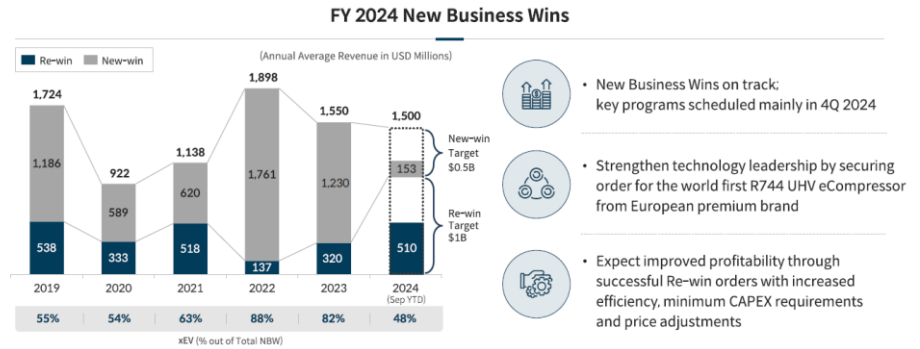 FY 2024 New Business Wins
Re-win New-win
(Annual Average Revenue in USD Millions)
1,724
1,186
538
922
589
333
1,138
620
518
1,898
1,761
137
1,550
1,230
320
1,500
153
510
New-win
Target
$0.5B
Re-win
Target
$1B
2019 2020 2021 2022 2023 2024
(Sep YTD)
55% 54% 63% 88% 82% 48%
xEV (% out of Total NBW)
• New Business Wins on track;
key programs scheduled mainly in 4Q 2024
• Strengthen technology leadership by securing
order for the world first R744 UHV eCompressor
from European premium brand
• Expect improved profitability through
successful Re-win orders with increased
efficiency, minimum CAPEX requirements
and price adjustments